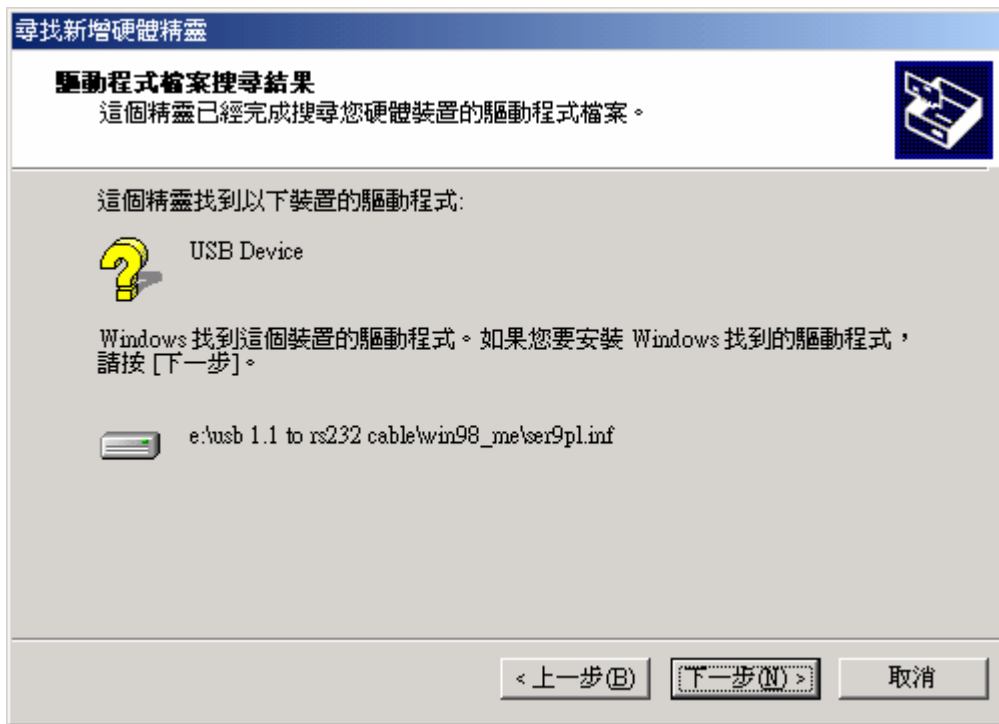 尋找新增硬體精靈
驅動程式檔案搜尋結果
這個精靈已經完成搜尋您硬體裝置的驅動程式檔案。
這個精靈找到以下裝置的驅動程式:
USB Device
Windows 找到這個裝置的驅動程式。如果您要安裝 Windows 找到的驅動程式，
請按 [下一步]。
e:\usb 1.1 to rs232 cable\win98_me\ser9pl.inf
< 上一步(B)
下一步(N) >
取消